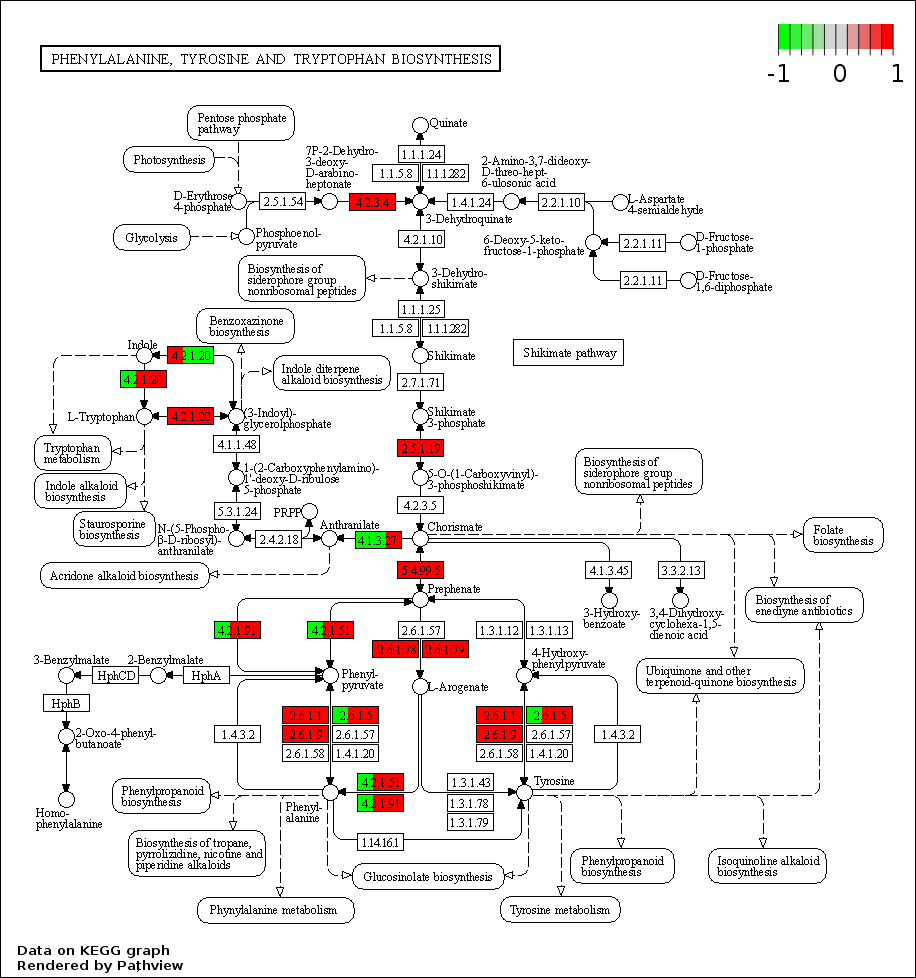 PHENYLALANINE, TYROSINE AND TRYPTOPHAN BIOSYNTHESIS
-1 0 1
Pentose phosphate
pathway
Photosynthesis
Glycolysis
D-Erythrose
4-phosphate
Phosphoenol-
pyruvate
2.5.1.54
7P-2-Dehydro-
3-deoxy-
D-arabino-
heptonate
4.2.3.4
Quinate
1.1.1.24
1.1.5.8
1.1.1.282
2-Amino-3,7-dideoxy-
D-threo-hept-
6-ulosonic acid
1.4.1.24
2.2.1.10
L-Aspartate
4-semialdehyde
3-Dehydroquinate
4.2.1.10
6-Deoxy-5-keto-
fructose-1-phosphate
2.2.1.11
D-Fructose-
1-phosphate
2.2.1.11
D-Fructose-
1,6-diphosphate
Biosynthesis of
siderophore group
nonribosomal peptides
3-Dehydro-
shikimate
1.1.1.25
1.1.5.8
1.1.1.282
Benzoxazinone
biosynthesis
Shikimate
Shikimate pathway
Indole
4.2.1.20
4.2.1.20
Indole diterpene
alkaloid biosynthesis
2.7.1.71
L-Tryptophan
4.2.1.20
(3-Indoyl)-
glycerolphosphate
Shikimate
3-phosphate
Tryptophan
metabolism
4.1.1.48
2.5.1.19
Indole alkaloid
biosynthesis
1-(2-Carboxyphenylamino)-
1'-deoxy-D-ribulose
5-phosphate
5-O-(1-Carboxyvinyl)-
3-phosphoshikimate
Biosynthesis of
siderophore group
nonribosomal peptides
Staurosporine
biosynthesis
5.3.1.24
PRPP
4.2.3.5
N-(5-Phospho-
β-D-ribosyl)-
anthranilate
2.4.2.18
Anthranilate
4.1.3.27
Chorismate
Folate
biosynthesis
Acridone alkaloid biosynthesis
5.4.99.5
4.1.3.45
3.3.2.13
Prephenate
3-Hydroxy-
benzoate
3,4-Dihydroxy-
cyclohexa-1,5-
dienoic acid
Biosynthesis of
enediyne antibiotics
4.2.1.91
4.2.1.51
2.6.1.57
2.6.1.78
2.6.1.79
1.3.1.12
1.3.1.13
3-Benzylmalate
2-Benzylmalate
HphCD
HphA
HphB
Phenyl-
pyruvate
L-Arogenate
4-Hydroxy-
phenylpyruvate
Ubiquinone and other
terpenoid-quinone biosynthesis
2-Oxo-4-phenyl-
butanoate
1.4.3.2
2.6.1.1
2.6.1.5
2.6.1.9
2.6.1.57
2.6.1.58
1.4.1.20
2.6.1.1
2.6.1.5
2.6.1.9
2.6.1.57
2.6.1.58
1.4.1.20
1.4.3.2
Homo-
phenylalanine
Phenylpropanoid
biosynthesis
Phenyl-
alanine
4.2.1.51
4.2.1.91
1.3.1.43
1.3.1.78
1.3.1.79
Tyrosine
1.14.16.1
Biosynthesis of tropane,
pyrrolizidine, nicotine and
piperidine alkaloids
Glucosinolate biosynthesis
Phenylpropanoid
biosynthesis
Isoquinoline alkaloid
biosynthesis
Phynylalanine metabolism
Tyrosine metabolism
Data on KEGG graph
Rendered by Pathview